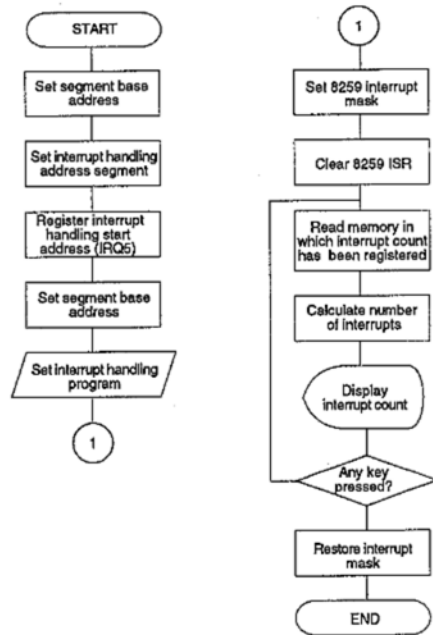 START
Set segment base
address
Set interrupt handling
address segment
Register interrupt
handling start
address (IRQ5)
Set segment base
address
Set interrupt handling
program
1
1
Set 8259 interrupt
mask
Clear 8259 ISR
Read memory in
which interrupt count
has been registered
Calculate number
of interrupts
Display
interrupt count
Any key
pressed?
Restore interrupt
mask
END